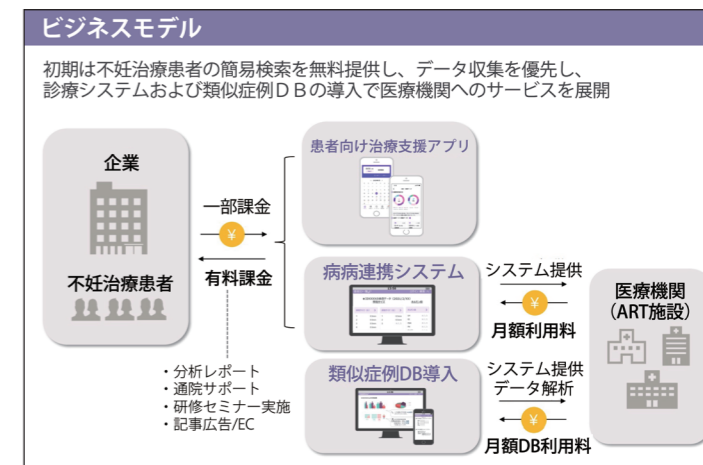 ビジネスモデル
初期は不妊治療患者の簡易検索を無料提供し、データ収集を優先し、
診療システムおよび類似症例ＤＢの導入で医療機関へのサービスを展開
企業
不妊治療患者
一部課金
¥
有料課金
・分析レポート
・通院サポート
・研修セミナー実施
・記事広告/EC
患者向け治療支援アプリ
病病連携システム
類似症例DB導入
システム提供
¥
月額利用料
システム提供
データ解析
¥
月額DB利用料
医療機関
（ART施設）